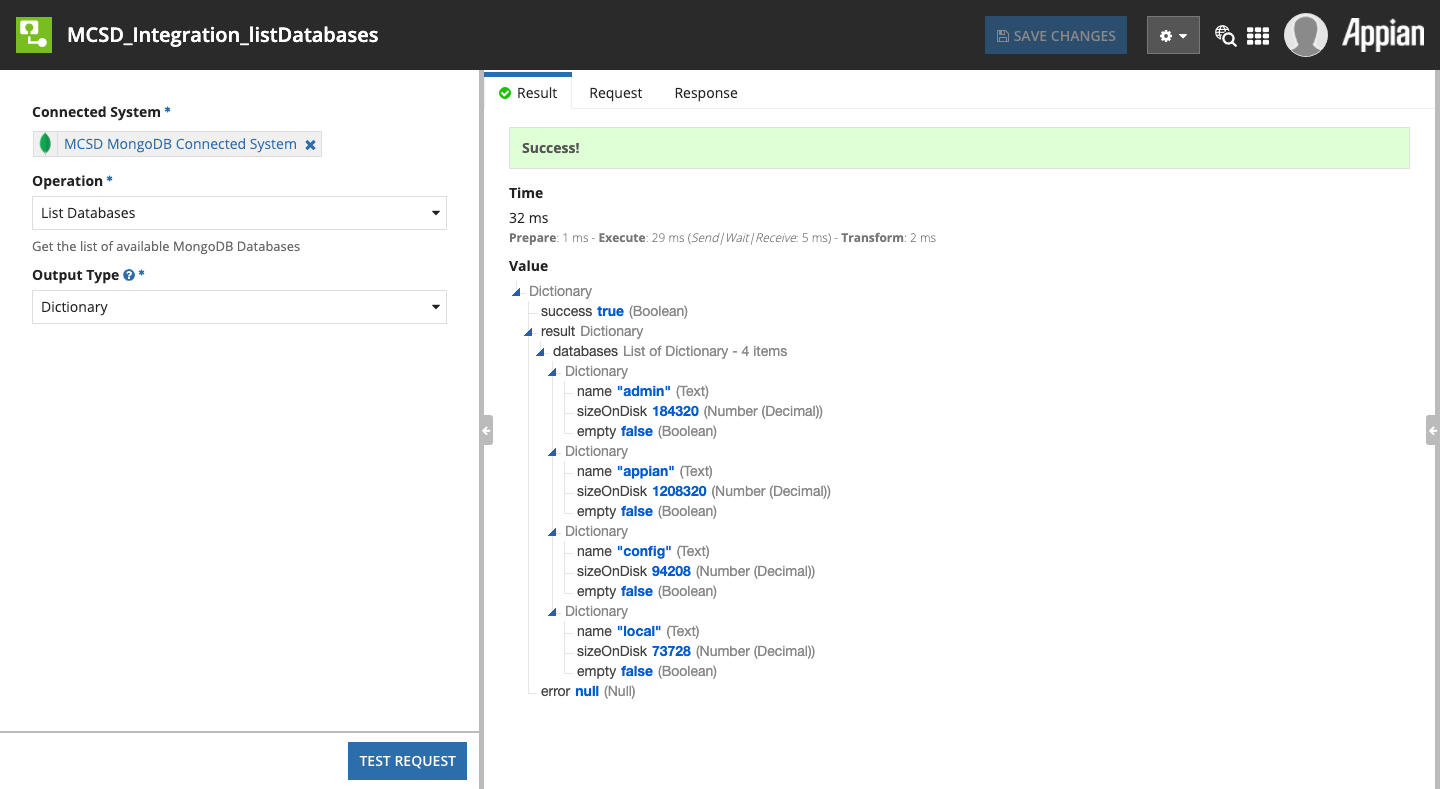 MCSD_Integration_listDatabases
SAVE CHANGES
Appian
Connected System *
MCSD MongoDB Connected System
Operation *
List Databases
Get the list of available MongoDB Databases
Output Type *
Dictionary
TEST REQUEST
Result Request Response
Success!
Time
32 ms
Prepare: 1 ms - Execute: 29 ms (Send|Wait|Receive: 5 ms) - Transform: 2 ms
Value
Dictionary
success true (Boolean)
result Dictionary
databases List of Dictionary - 4 items
Dictionary
name "admin" (Text)
sizeOnDisk 184320 (Number (Decimal))
empty false (Boolean)
Dictionary
name "appian" (Text)
sizeOnDisk 1208320 (Number (Decimal))
empty false (Boolean)
Dictionary
name "config" (Text)
sizeOnDisk 94208 (Number (Decimal))
empty false (Boolean)
Dictionary
name "local" (Text)
sizeOnDisk 73728 (Number (Decimal))
empty false (Boolean)
error null (Null)